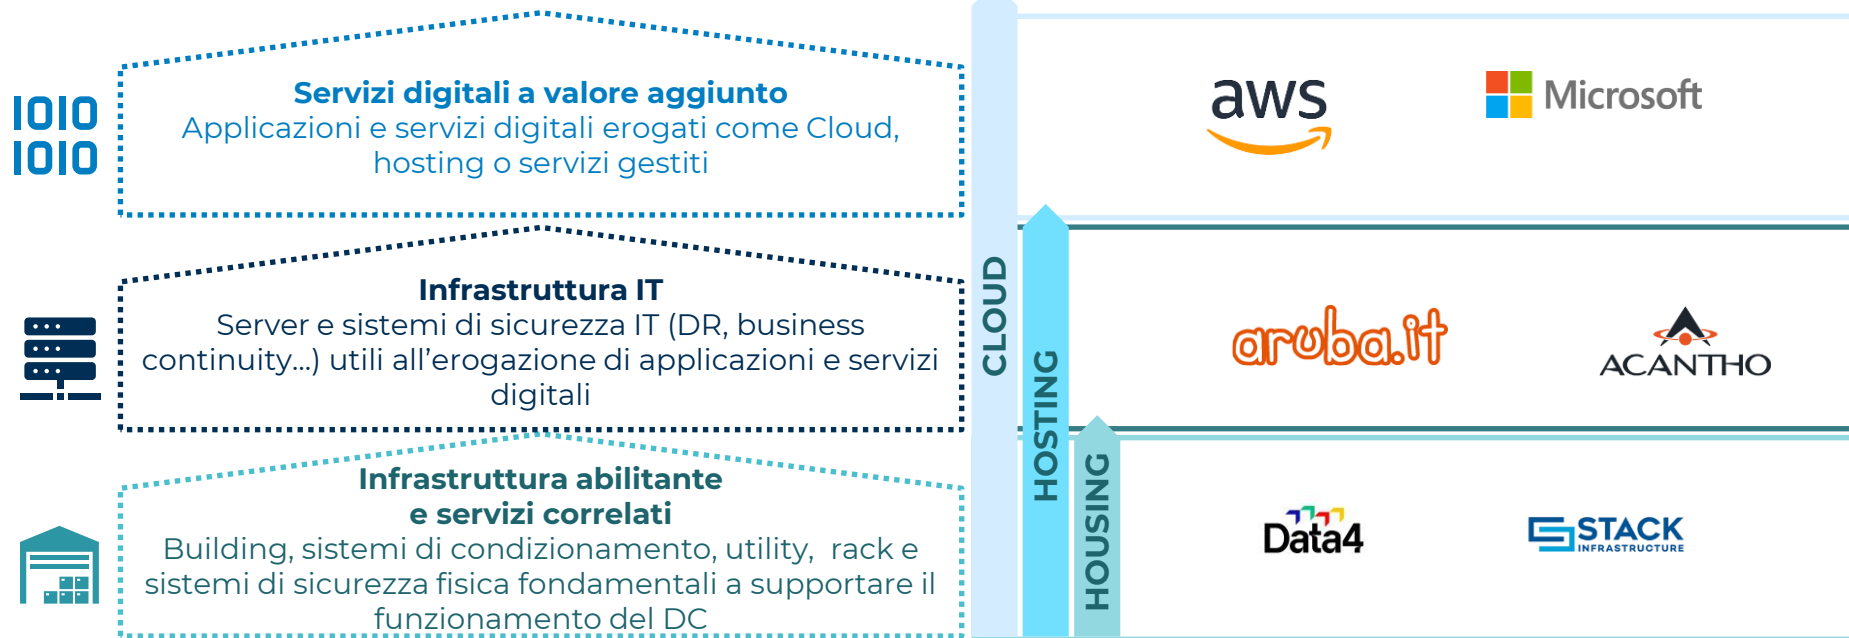 IOIO
IOIO
Servizi digitali a valore aggiunto
Applicazioni e servizi digitali erogati come Cloud,
hosting o servizi gestiti
Infrastruttura IT
Server e sistemi di sicurezza IT (DR, business
continuity...) utili all’erogazione di applicazioni e servizi
digitali
Infrastruttura abilitante
e servizi correlati
Building, sistemi di condizionamento, utility, rack e
sistemi di sicurezza fisica fondamentali a supportare il
funzionamento del DC
CLOUD
HOSTING
HOUSING
aws
Microsoft
aruba.it
ACANTHO
Data4
STACK
INFRASTRUCTURE